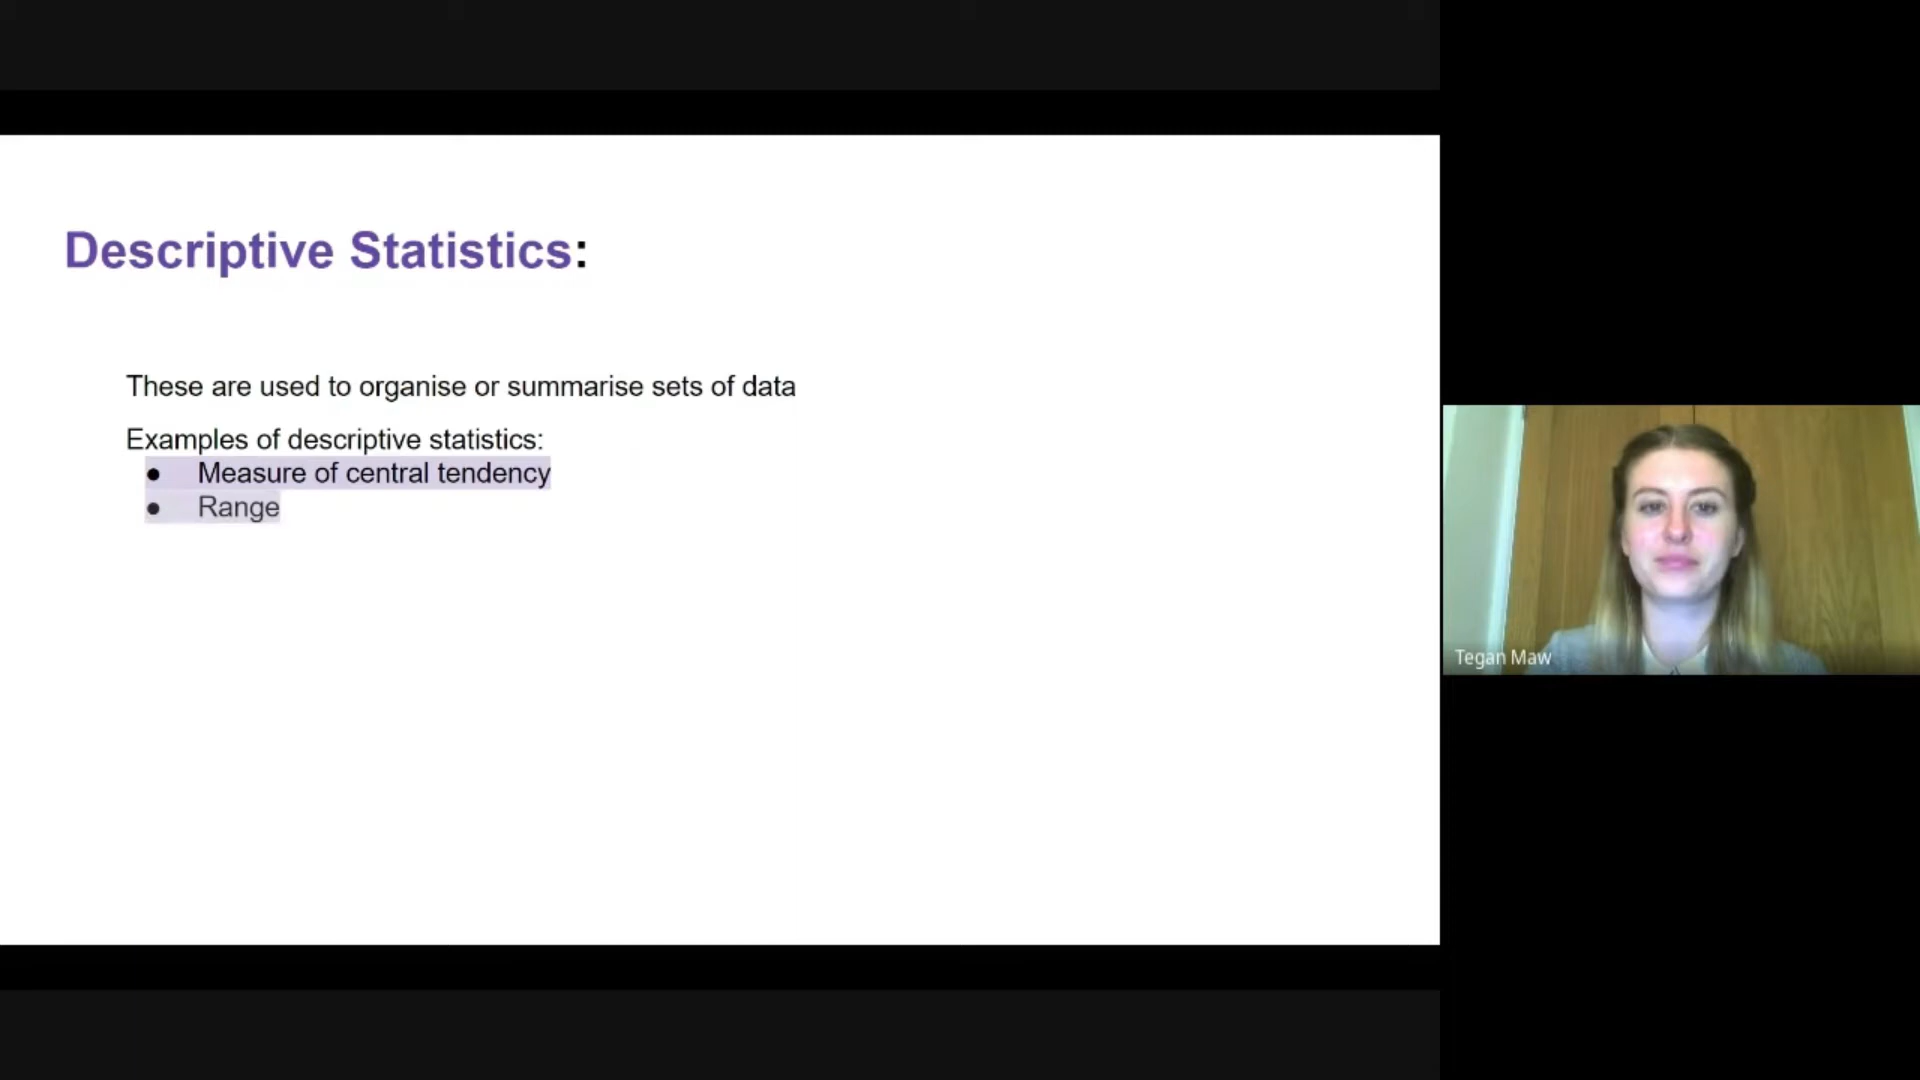 Descriptive Statistics:
These are used to organise or summarise sets of data
Examples of descriptive statistics:
● Measure of central tendency
● Range
Tegan Maw